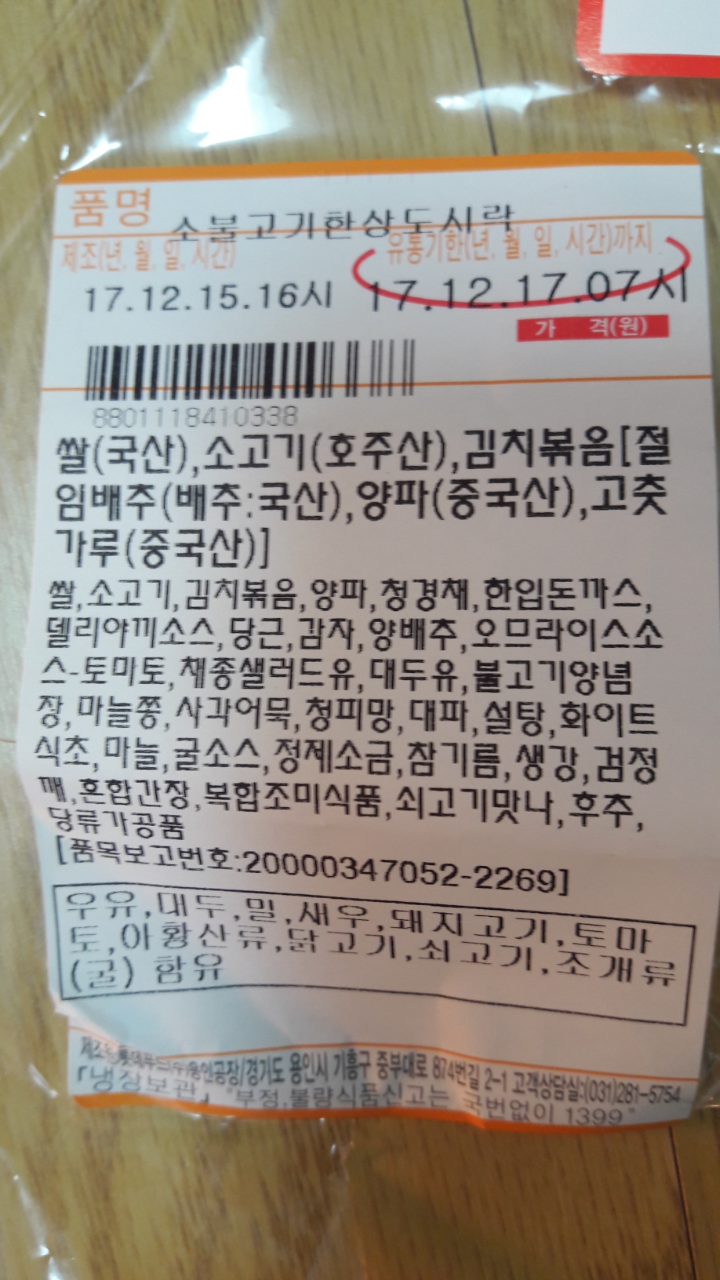 품명 소불고기한상도시락
제조(년, 월, 일, 시간) 유통기한(년, 월, 일, 시간)까지
17.12.15.16시 17.12.17.07시
가 격(원)
8801118410338
쌀(국산),소고기(호주산),김치볶음[절
임배추(배추:국산),양파(중국산),고춧
가루(중국산)]
쌀,소고기,김치볶음,양파,청경채,한입돈까스,
델리야끼소스,당근,감자,양배추,오므라이스소
스-토마토,채종샐러드유,대두유,불고기양념
장,마늘쫑,사각어묵,청피망,대파,설탕,화이트
식초,마늘,굴소스,정제소금,참기름,생강,검정
깨,혼합간장,복합조미식품,쇠고기맛나,후추,
당류가공품
[품목보고번호:20000347052-2269]
우유,대두,밀,새우,돼지고기,토마
토,아황산류,닭고기,쇠고기,조개류
(굴) 함유
용인공장/경기도 용인시 기흥구 중부대로 874번길 2-1 고객상담실:(031)281-5754
「냉장보관」 "부정,불량식품신고는 국번없이 1399"